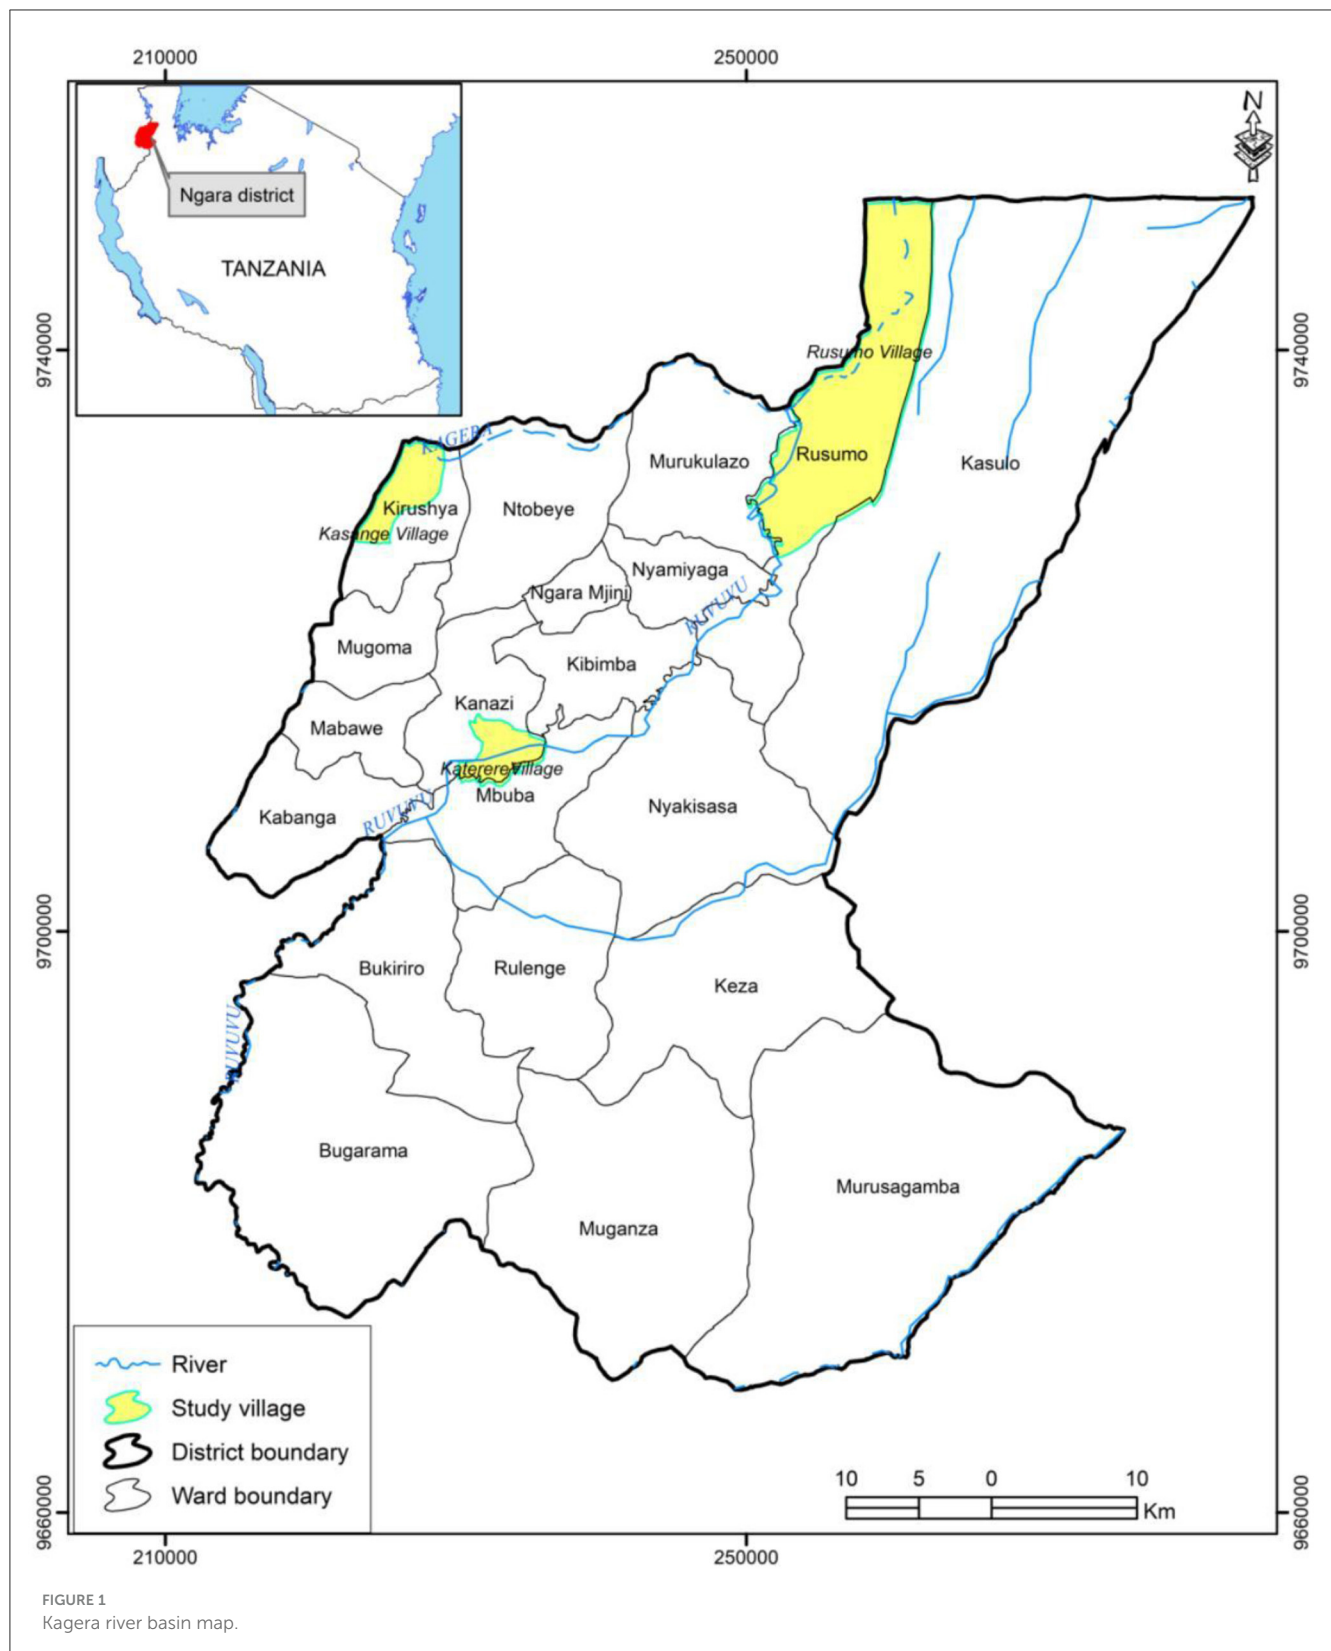 210000
250000
N
Ngara district
TANZANIA
9740000
9740000
Rusumo Village
KAGERA
Murukulazo
Rusumo
Kasulo
Kirushya
Ntobeye
Kasange Village
Nyamiyaga
Ngara Mjini
RUVUVU
Mugoma
Kibimba
Kanazi
Mabawe
Katerere Village
Mbuba
Nyakisasa
RUVUVU
Kabanga
9700000
9700000
Bukiriro
Rulenge
Keza
RUVUVU
Bugarama
Murusagamba
Muganza
River
Study village
District boundary
Ward boundary
10 5 0 10
Km
9660000
9660000
210000
250000
FIGURE 1
Kagera river basin map.